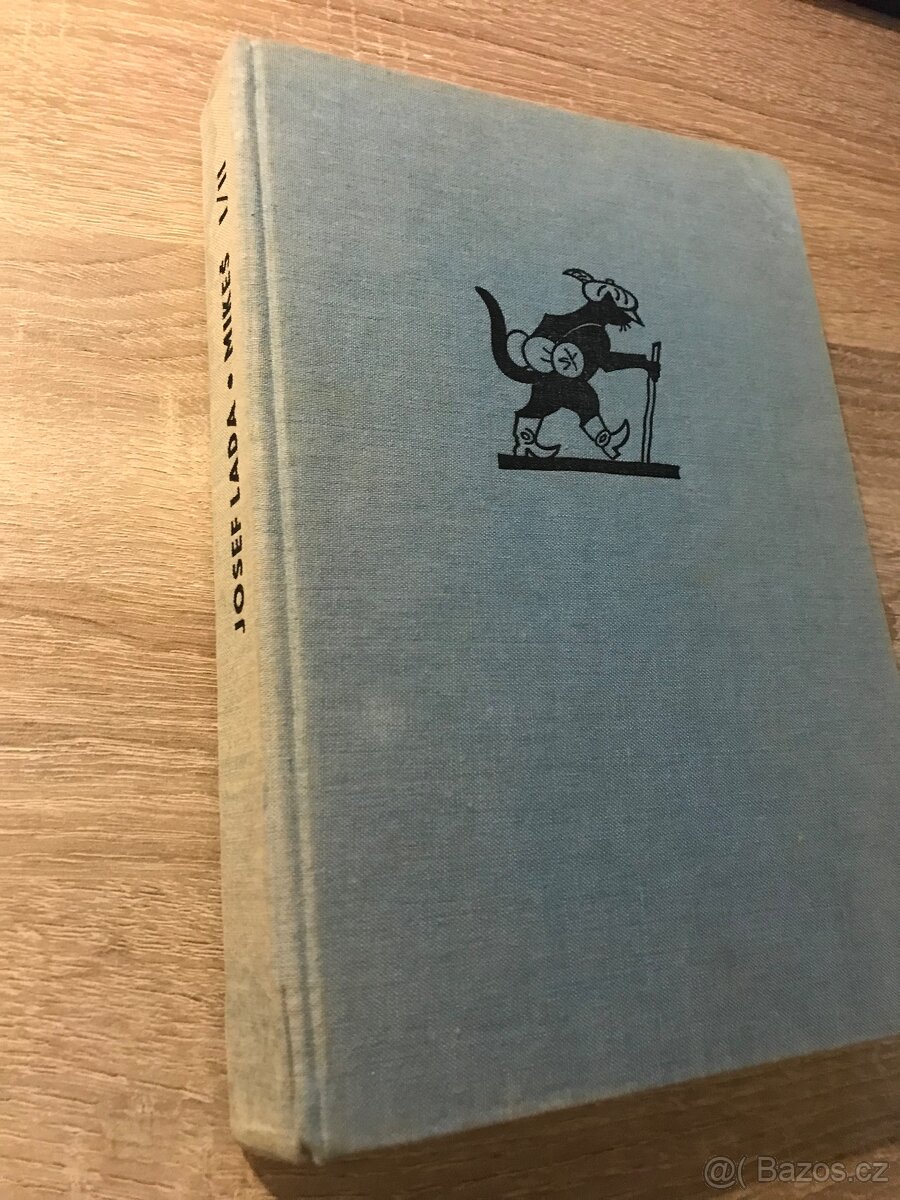 JOSEF LADA • MIKEŠ I/II
@( Bazos.cz